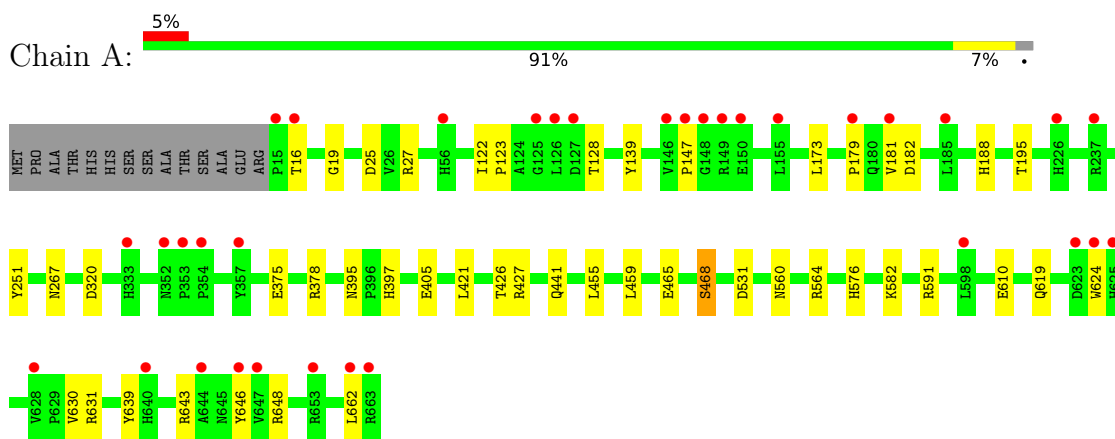 5%
Chain A:
91% 7% •
MET PRO ALA THR HIS HIS SER SER ALA THR SER ALA GLU ARG P15 T16 G19 D25 V26 R27 H56 I122 P123 A124 G125 L126 D127 T128 Y139 V146 P147 G148 R149 E150 L155 L173 P179 Q180 V181 D182 L185 H188 T195 H226 R237
Y251 N267 D320 H333 N352 P353 P354 Y357 E375 R378 N395 P396 H397 E405 L421 T426 R427 Q441 L455 L459 E465 S468 D531 N560 R564 H576 K582 R591 L598 E610 Q619 D623 W624 H625
V628 P629 V630 R631 Y639 H640 R643 A644 N645 Y646 V647 R648 R653 L662 R663